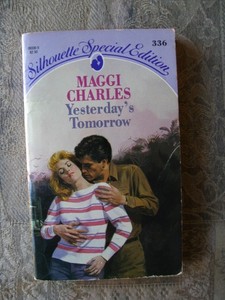 Silhouette Special Edition
336
MAGGI
CHARLES
Yesterday's
Tomorrow